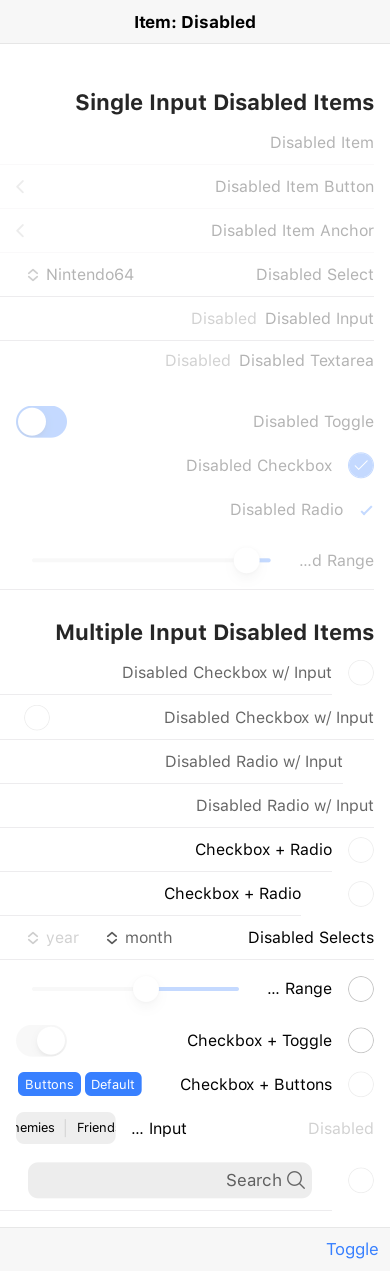 Item: Disabled
Single Input Disabled Items
Disabled Item
Disabled Item Button
Disabled Item Anchor
Disabled Select Nintendo64
Disabled Input Disabled
Disabled Textarea Disabled
Disabled Toggle
Disabled Checkbox
Disabled Radio
...d Range
Multiple Input Disabled Items
Disabled Checkbox w/ Input
Disabled Checkbox w/ Input
Disabled Radio w/ Input
Disabled Radio w/ Input
Checkbox + Radio
Checkbox + Radio
Disabled Selects month year
... Range
Checkbox + Toggle
Checkbox + Buttons Default Buttons
Disabled ... Input Friend nemies
Search
Toggle